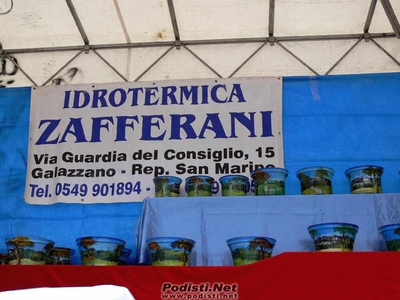 IDROTERMICA
ZAFFERANI
Via Guardia del Consiglio, 15
Galazzano - Rep. San Marino
Tel. 0549 901894 -
Podisti.Net
www.podisti.net